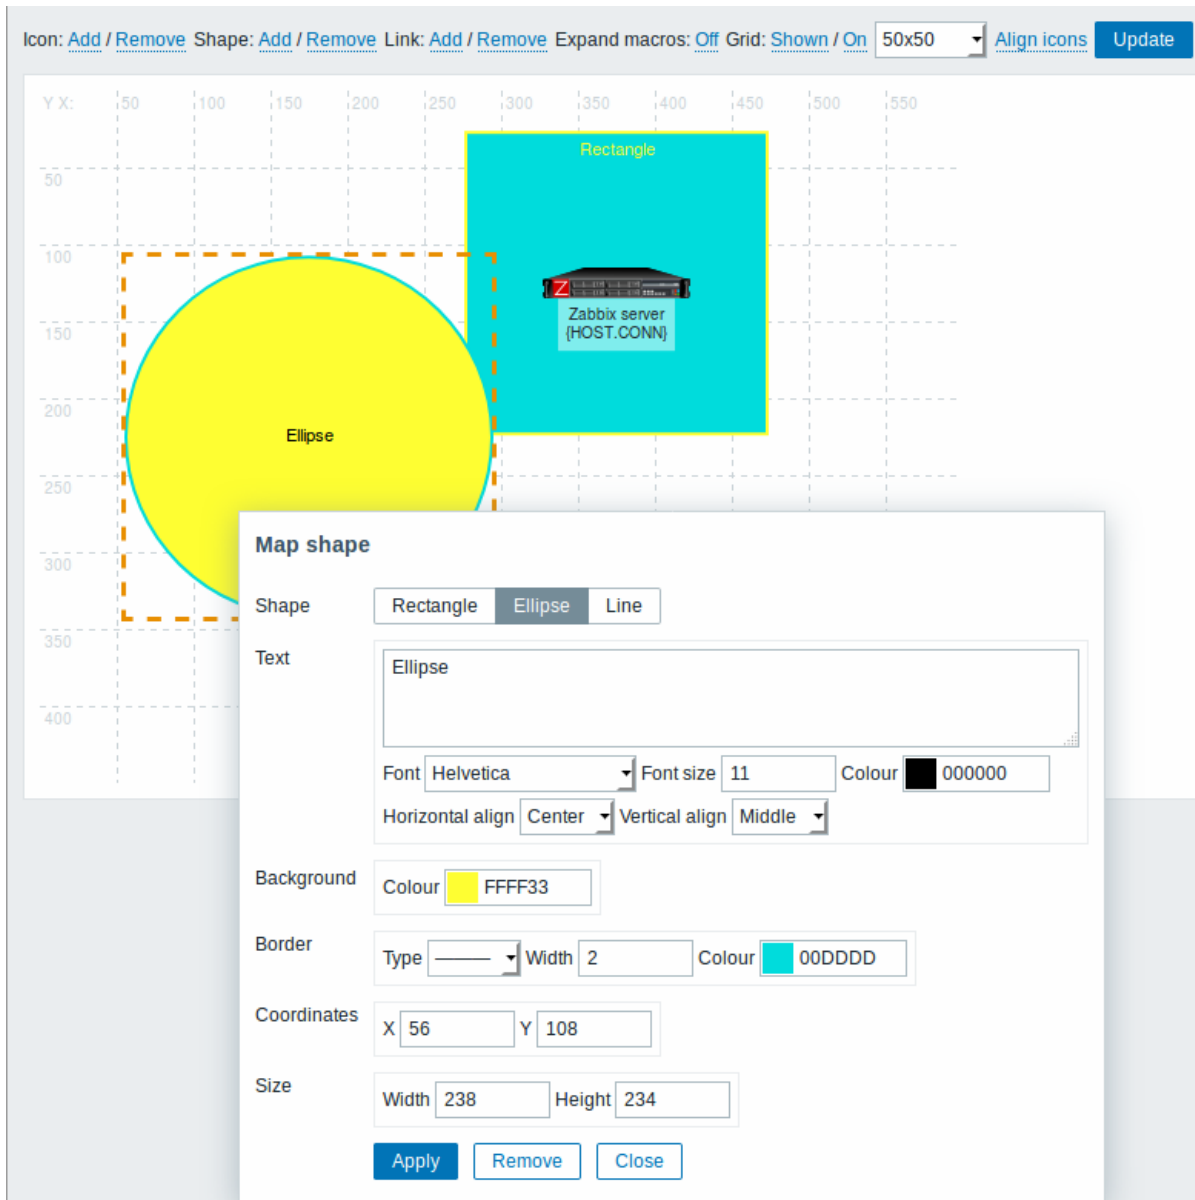 Icon: Add / Remove Shape: Add / Remove Link: Add / Remove Expand macros: Off Grid: Shown / On 50x50 Align icons Update
Y X: 50 100 150 200 250 300 350 400 450 500 550
Rectangle
50
100
Z
Zabbix server
{HOST.CONN}
150
200
Ellipse
250
300
350
400
Map shape
Shape Rectangle Ellipse Line
Text Ellipse
Font Helvetica Font size 11 Colour 000000
Horizontal align Center Vertical align Middle
Background Colour FFFF33
Border Type Width 2 Colour 00DDDD
Coordinates X 56 Y 108
Size Width 238 Height 234
Apply Remove Close